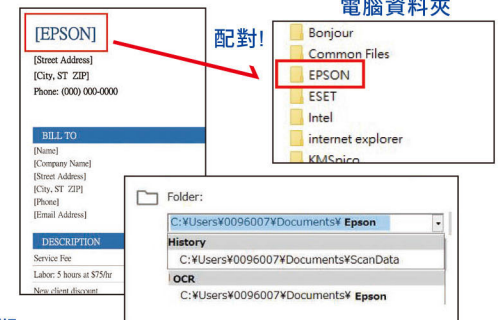 電腦資料夾
[EPSON]
[Street Address]
[City, ST ZIP]
Phone: (000) 000-0000
配對!
Bonjour
Common Files
EPSON
ESET
Intel
internet explorer
KMSpico
BILL TO
[Name]
[Company Name]
[Street Address]
[City, ST ZIP]
[Phone]
[Email Address]
DESCRIPTION
Service Fee
Labor: 5 hours at $75/hr
New client discount
Folder:
C:¥Users¥0096007¥Documents¥ Epson
History
C:¥Users¥0096007¥Documents¥ScanData
OCR
C:¥Users¥0096007¥Documents¥ Epson